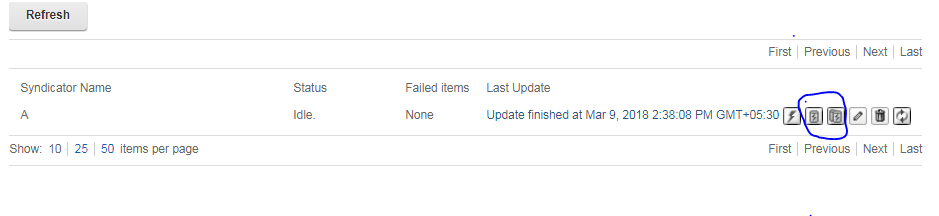 Refresh
First Previous Next Last
Syndicator Name Status Failed items Last Update
A Idle. None Update finished at Mar 9, 2018 2:38:08 PM GMT+05:30
Show: 10 25 50 items per page First Previous Next Last